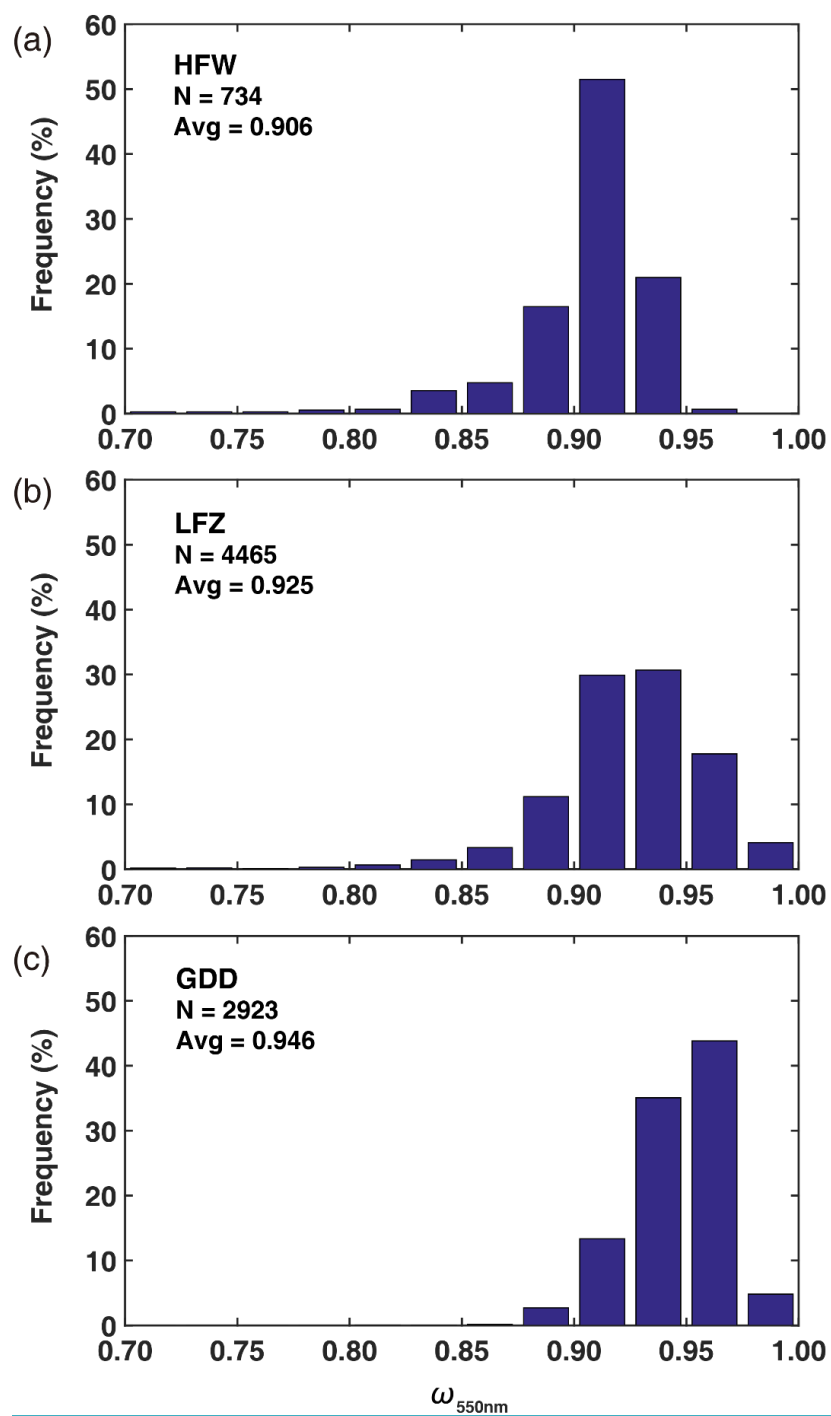 (a)
60
50
40
30
20
10
0
Frequency (%)
HFW
N = 734
Avg = 0.906
0.70 0.75 0.80 0.85 0.90 0.95 1.00
(b)
60
50
40
30
20
10
0
Frequency (%)
LFZ
N = 4465
Avg = 0.925
0.70 0.75 0.80 0.85 0.90 0.95 1.00
(c)
60
50
40
30
20
10
0
Frequency (%)
GDD
N = 2923
Avg = 0.946
0.70 0.75 0.80 0.85 0.90 0.95 1.00
ω550nm